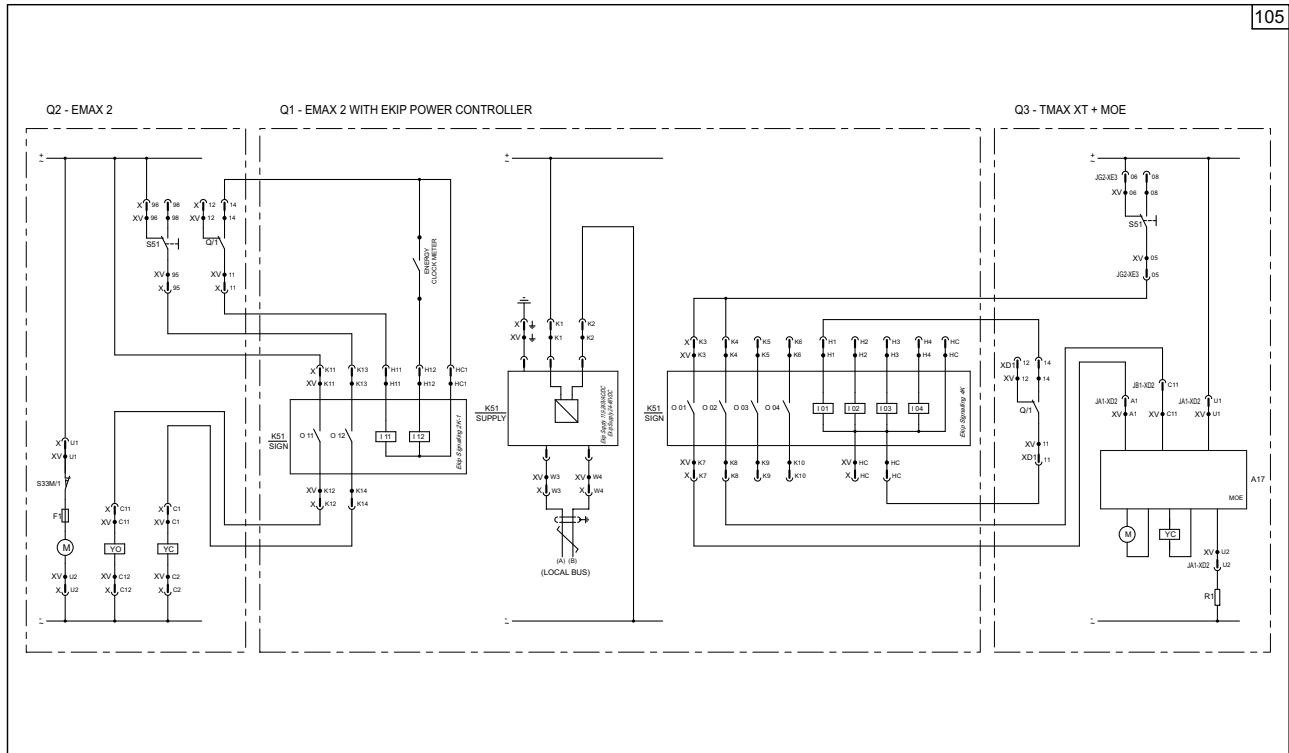 105
Q2 - EMAX 2
Q1 - EMAX 2 WITH EKIP POWER CONTROLLER
Q3 - TMAX XT + MOE
+
~
+
~
+
~
X 96 98 X 12 14
XV 96 98 XV 12 14
S51 Q/1
XV 95 XV 11
X 95 X 11
ENERGY
CLOCK METER
JG2-XE3 06 08
XV 06 08
S51
XV 05
JG2-XE3 05
X K11 K13 H11 H12 HC1
XV K11 K13 H11 H12 HC1
K51
SIGN
O 11 O 12 I 11 I 12
Ekip Signalling 2K-1
XV K12 K14
X K12 K14
X K1 K2
XV K1 K2
K51
SUPPLY
XV W3 XV W4
X W3 X W4
(A) (B)
(LOCAL BUS)
X K3 K4 K5 K6 H1 H2 H3 H4 HC
XV K3 K4 K5 K6 H1 H2 H3 H4 HC
K51
SIGN
O 01 O 02 O 03 O 04 I 01 I 02 I 03 I 04
Ekip Signalling 4K
XV K7 K8 K9 K10 XV HC HC
X K7 K8 K9 K10 X HC HC
XD1 12 14
XV 12 14
Q/1
XV 11
XD1 11
JB1-XD2 C11
JA1-XD2 A1 XV C11
XV A1
JA1-XD2 U1
XV U1
A17
MOE
M YC
XV U2
JA1-XD2 U2
R1
X U1
XV U1
S33M/1
F1
M
XV U2
X U2
X C11 X C1
XV C11 XV C1
YO YC
XV C12 XV C2
X C12 X C2
-
~
-
~
-
~